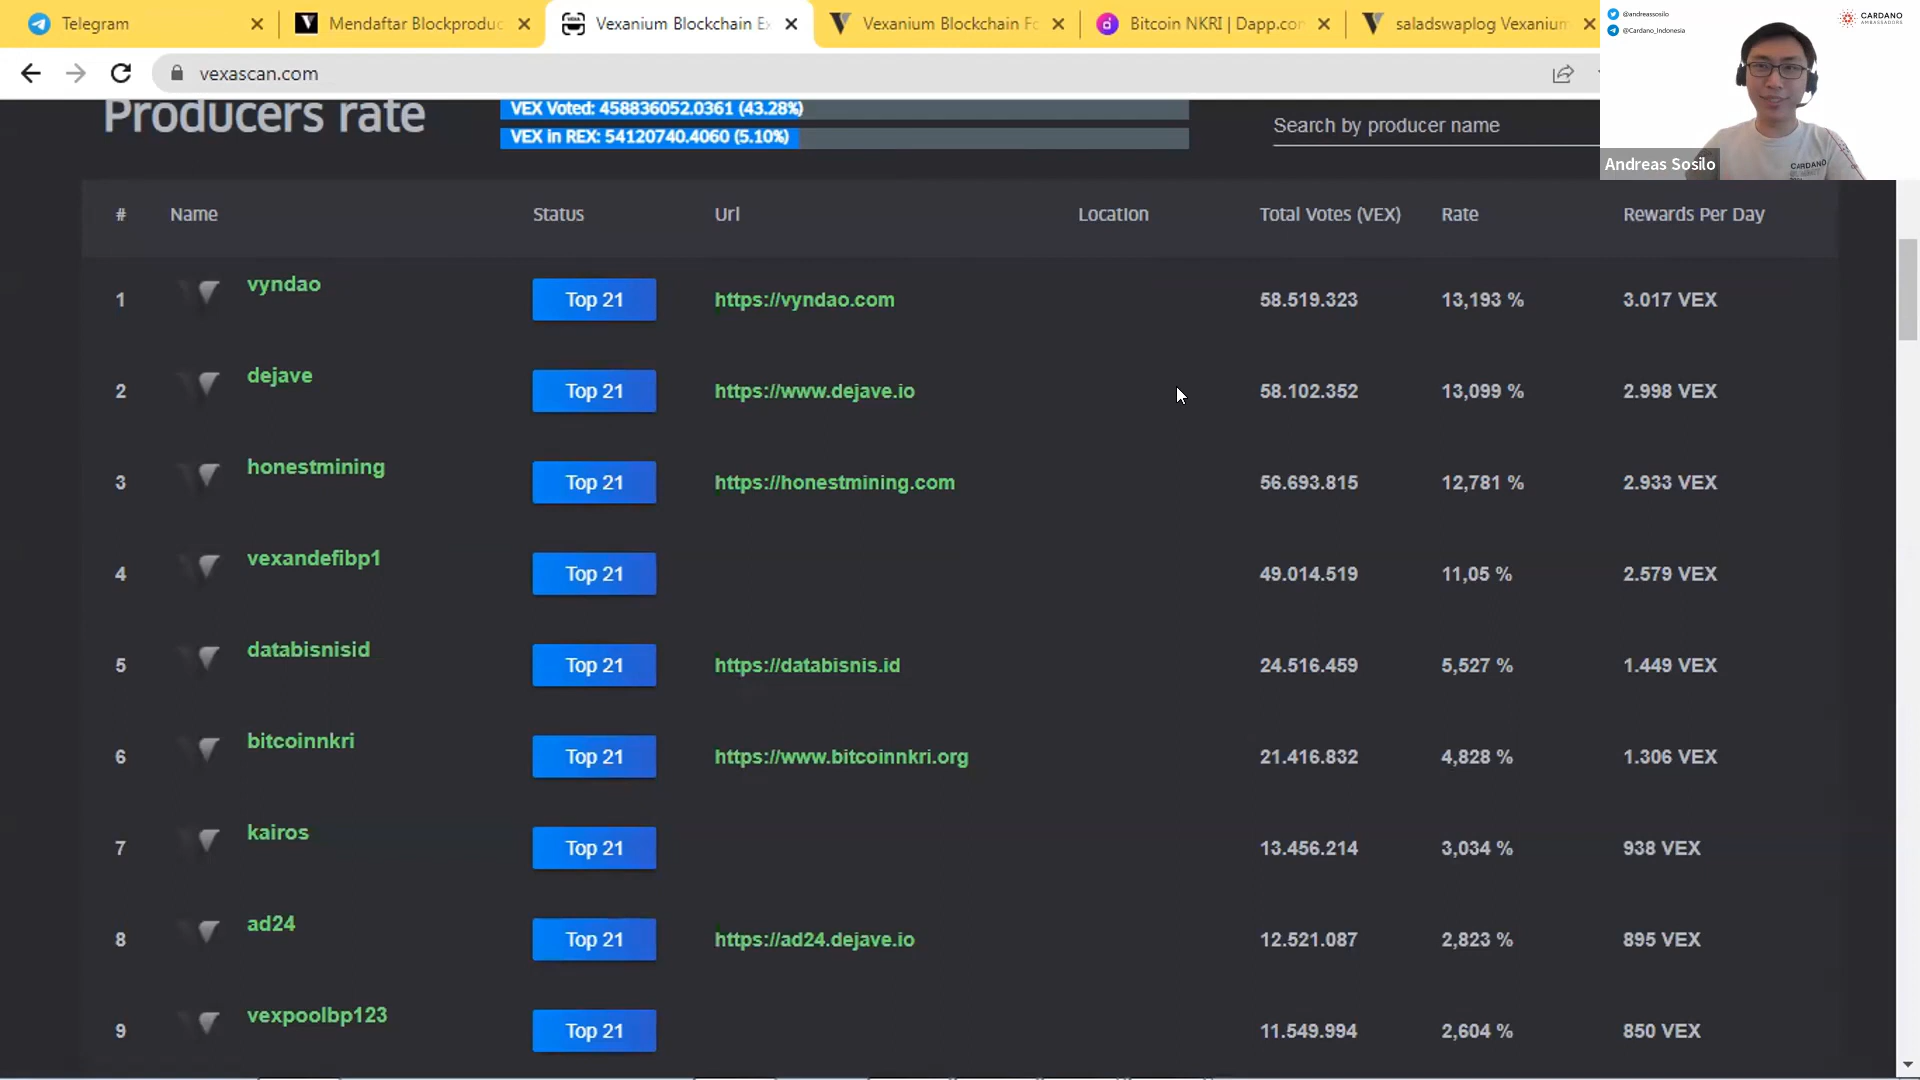 Telegram
Mendaftar Blockproduc
Vexanium Blockchain Ex
Vexanium Blockchain Fo
Bitcoin NKRI | Dapp.con
saladswaplog Vexanium
@andreassosilo
@Cardano_Indonesia
CARDANO
AMBASSADORS
vexascan.com
Producers rate
VEX Voted: 458836052.0361 (43.28%)
VEX in REX: 54120740.4060 (5.10%)
Search by producer name
CARDANO
Andreas Sosilo
# Name Status Url Location Total Votes (VEX) Rate Rewards Per Day
1 vyndao Top 21 https://vyndao.com 58.519.323 13,193 % 3.017 VEX
2 dejave Top 21 https://www.dejave.io 58.102.352 13,099 % 2.998 VEX
3 honestmining Top 21 https://honestmining.com 56.693.815 12,781 % 2.933 VEX
4 vexandefibp1 Top 21 49.014.519 11,05 % 2.579 VEX
5 databisnisid Top 21 https://databisnis.id 24.516.459 5,527 % 1.449 VEX
6 bitcoinnkri Top 21 https://www.bitcoinnkri.org 21.416.832 4,828 % 1.306 VEX
7 kairos Top 21 13.456.214 3,034 % 938 VEX
8 ad24 Top 21 https://ad24.dejave.io 12.521.087 2,823 % 895 VEX
9 vexpoolbp123 Top 21 11.549.994 2,604 % 850 VEX